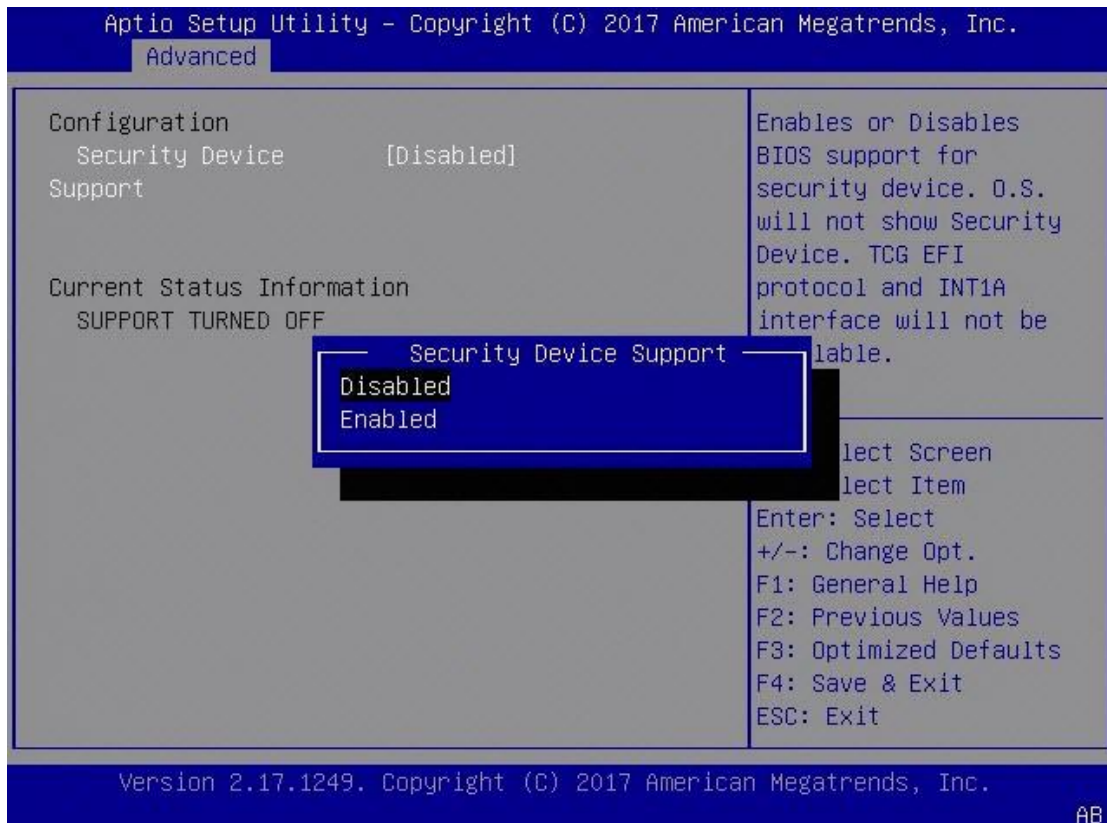 Aptio Setup Utility – Copyright (C) 2017 American Megatrends, Inc.
Advanced
Configuration
Security Device [Disabled]
Support
Current Status Information
SUPPORT TURNED OFF
Enables or Disables
BIOS support for
security device. O.S.
will not show Security
Device. TCG EFI
protocol and INT1A
interface will not be
lable.
Security Device Support
Disabled
Enabled
lect Screen
lect Item
Enter: Select
+/-: Change Opt.
F1: General Help
F2: Previous Values
F3: Optimized Defaults
F4: Save & Exit
ESC: Exit
Version 2.17.1249. Copyright (C) 2017 American Megatrends, Inc.
AB